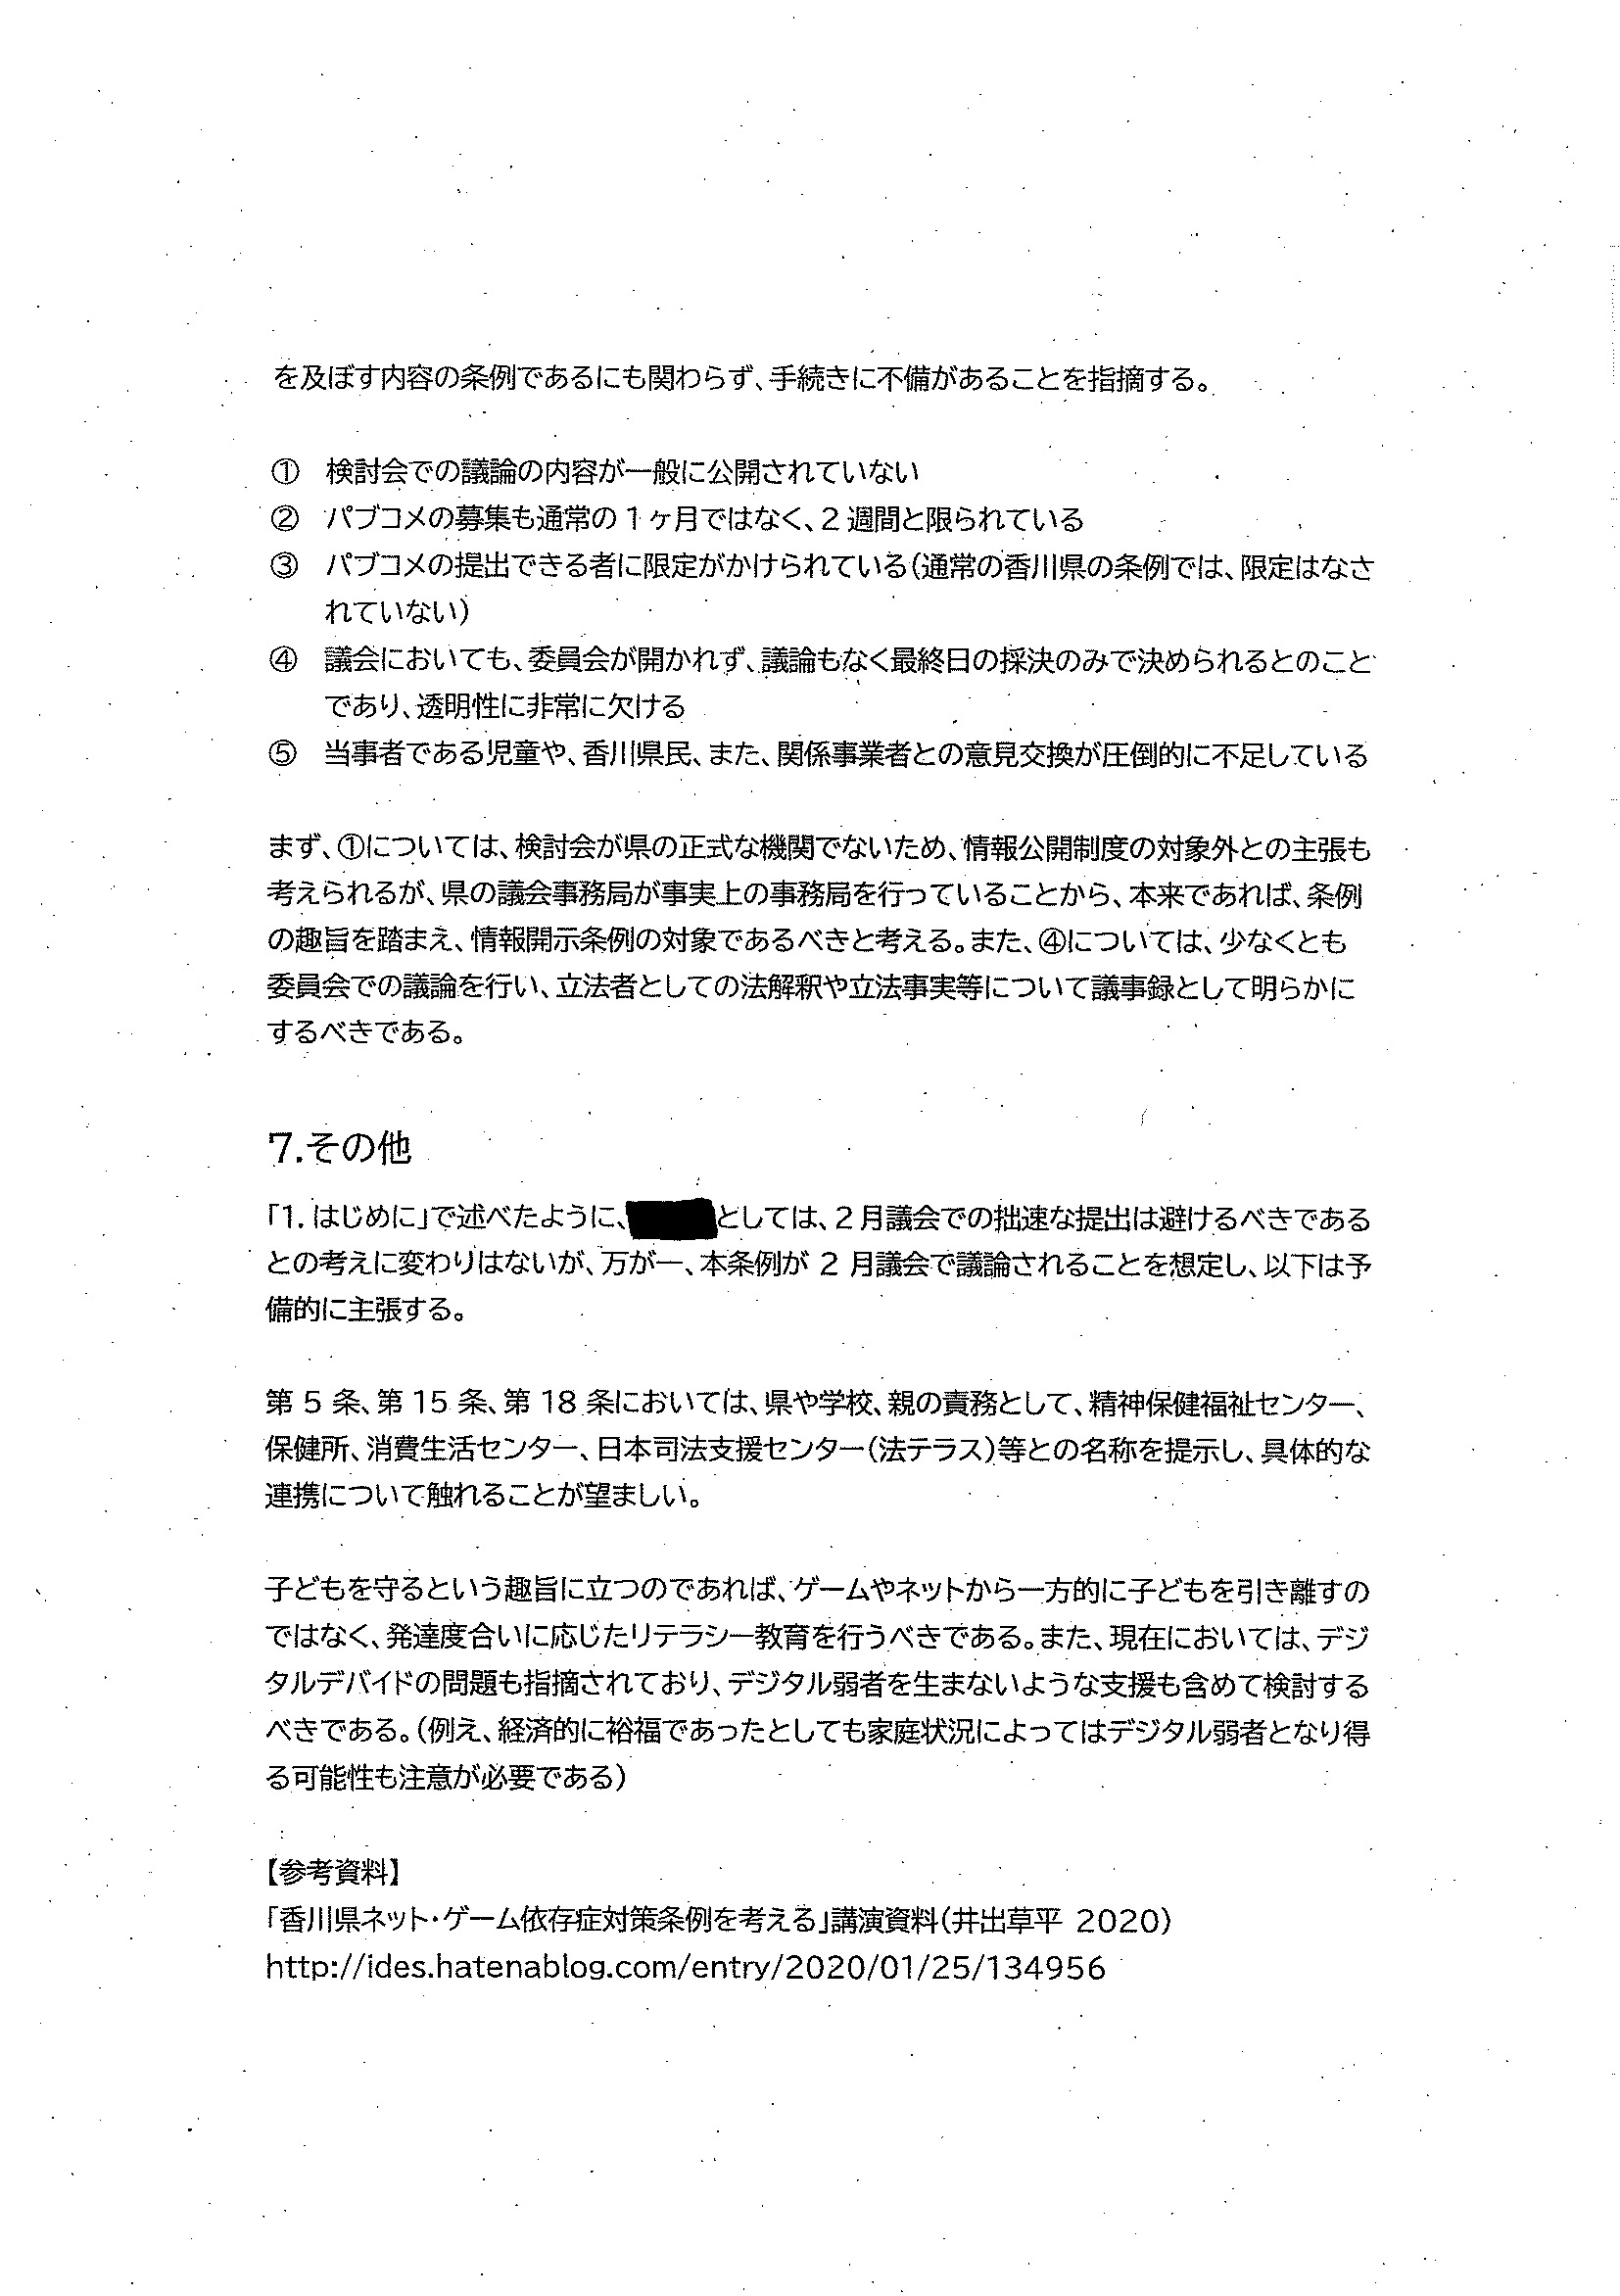 を及ぼす内容の条例であるにも関わらず、手続きに不備があることを指摘する。
① 検討会での議論の内容が一般に公開されていない
② パブコメの募集も通常の1ヶ月ではなく、2週間と限られている
③ パブコメの提出できる者に限定がかけられている(通常の香川県の条例では、限定はなさ
れていない)
④ 議会においても、委員会が開かれず、議論もなく最終日の採決のみで決められるとのこと
であり、透明性に非常に欠ける
⑤ 当事者である児童や、香川県民、また、関係事業者との意見交換が圧倒的に不足している
まず、①については、検討会が県の正式な機関でないため、情報公開制度の対象外との主張も
考えられるが、県の議会事務局が事実上の事務局を行っていることから、本来であれば、条例
の趣旨を踏まえ、情報開示条例の対象であるべきと考える。また、④については、少なくとも
委員会での議論を行い、立法者としての法解釈や立法事実等について議事録として明らかに
するべきである。
7.その他
「1.はじめに」で述べたように、としては、2月議会での拙速な提出は避けるべきである
との考えに変わりはないが、万が一、本条例が 2 月議会で議論されることを想定し、以下は予
備的に主張する。
第 5 条、第 15 条、第 18 条においては、県や学校、親の責務として、精神保健福祉センター、
保健所、消費生活センター、日本司法支援センター(法テラス)等との名称を提示し、具体的な
連携について触れることが望ましい。
子どもを守るという趣旨に立つのであれば、ゲームやネットから一方的に子どもを引き離すの
ではなく、発達度合いに応じたリテラシー教育を行うべきである。また、現在においては、デジ
タルデバイドの問題も指摘されており、デジタル弱者を生まないような支援も含めて検討する
べきである。(例え、経済的に裕福であったとしても家庭状況によってはデジタル弱者となり得
る可能性も注意が必要である)
【参考資料】
「香川県ネット・ゲーム依存症対策条例を考える」講演資料(井出草平 2020)
http://ides.hatenablog.com/entry/2020/01/25/134956